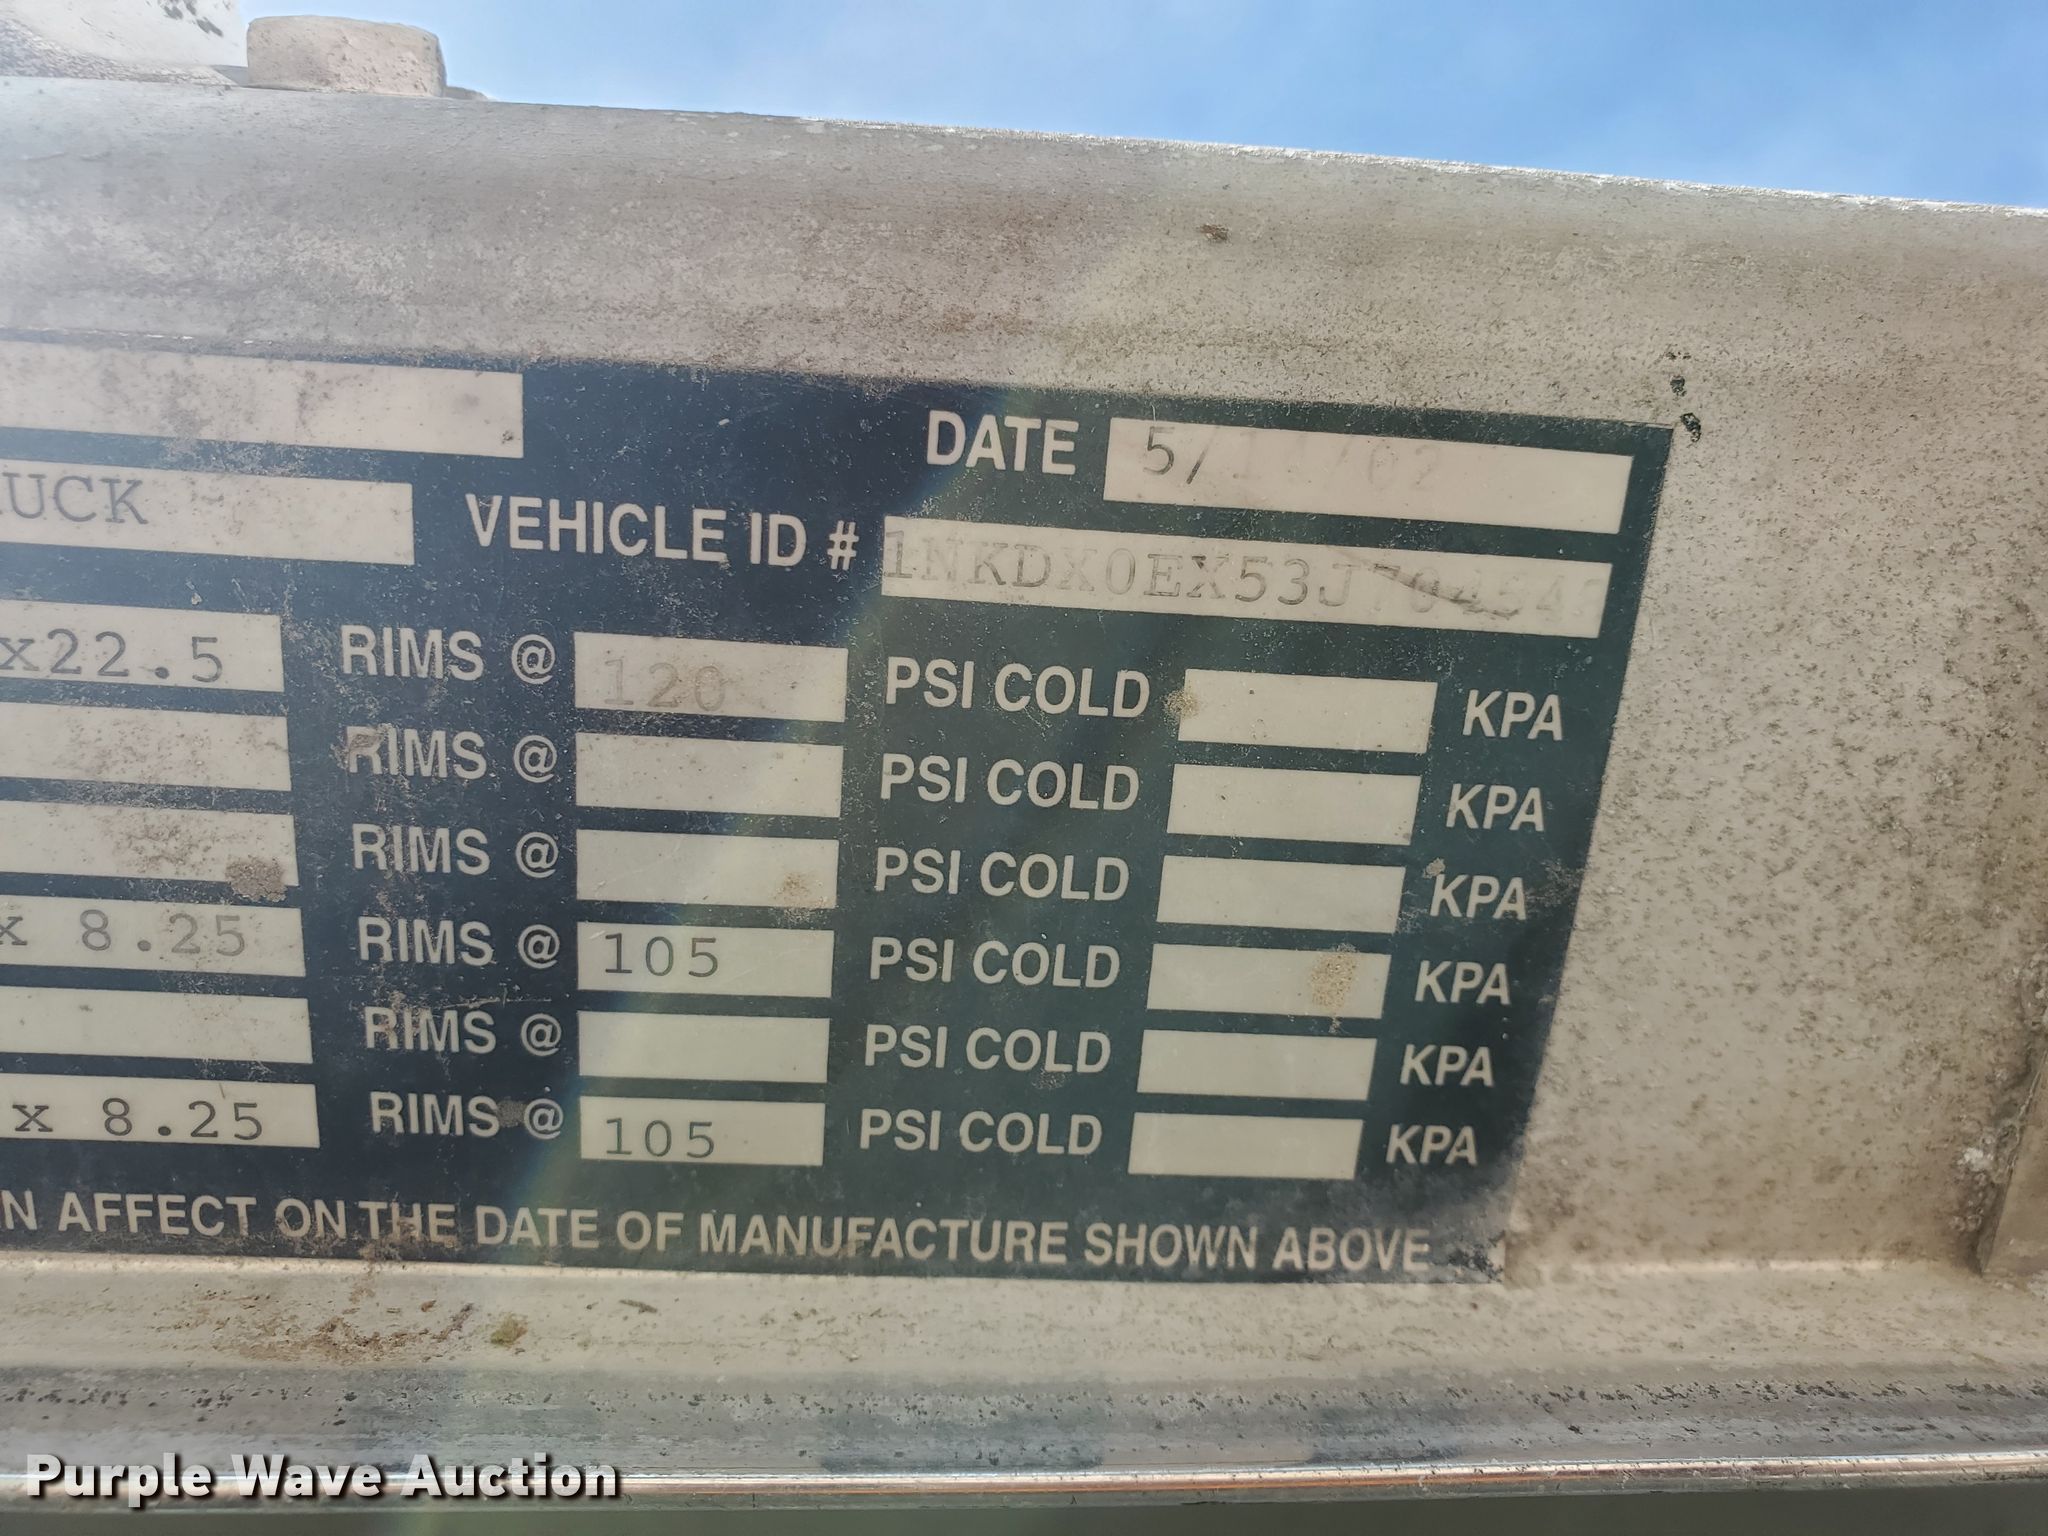 DATE 5/
UCK VEHICLE ID # 1NKDX0EX53J704543
x22.5 RIMS @ 120 PSI COLD KPA
RIMS @ PSI COLD KPA
RIMS @ PSI COLD KPA
x 8.25 RIMS @ 105 PSI COLD KPA
RIMS @ PSI COLD KPA
x 8.25 RIMS @ 105 PSI COLD KPA
N AFFECT ON THE DATE OF MANUFACTURE SHOWN ABOVE
Purple Wave Auction